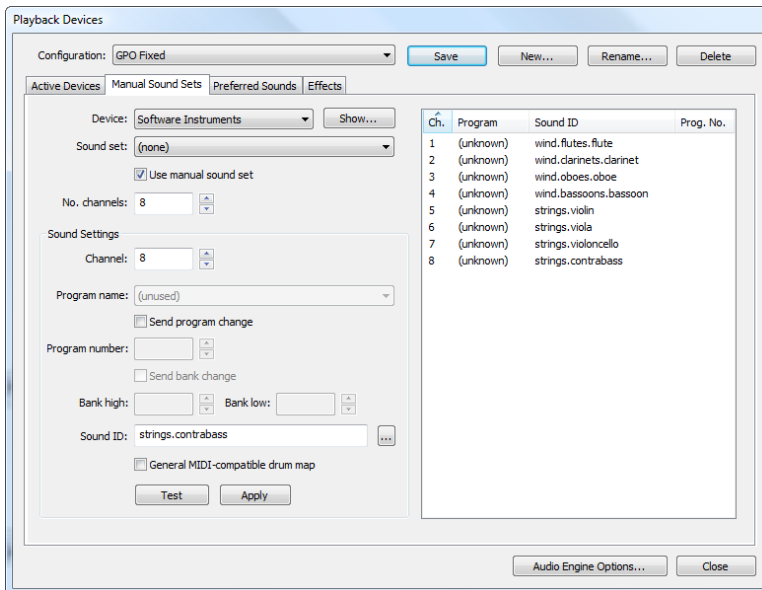 Playback Devices
Configuration: GPO Fixed Save New... Rename... Delete
Active Devices Manual Sound Sets Preferred Sounds Effects
Device: Software Instruments Show...
Sound set: (none)
Use manual sound set
No. channels: 8
Sound Settings
Channel: 8
Program name: (unused)
Send program change
Program number:
Send bank change
Bank high: Bank low:
Sound ID: strings.contrabass ...
General MIDI-compatible drum map
Test Apply
Ch. Program Sound ID Prog. No.
1 (unknown) wind.flutes.flute
2 (unknown) wind.clarinets.clarinet
3 (unknown) wind.oboes.oboe
4 (unknown) wind.bassoons.bassoon
5 (unknown) strings.violin
6 (unknown) strings.viola
7 (unknown) strings.violoncello
8 (unknown) strings.contrabass
Audio Engine Options... Close